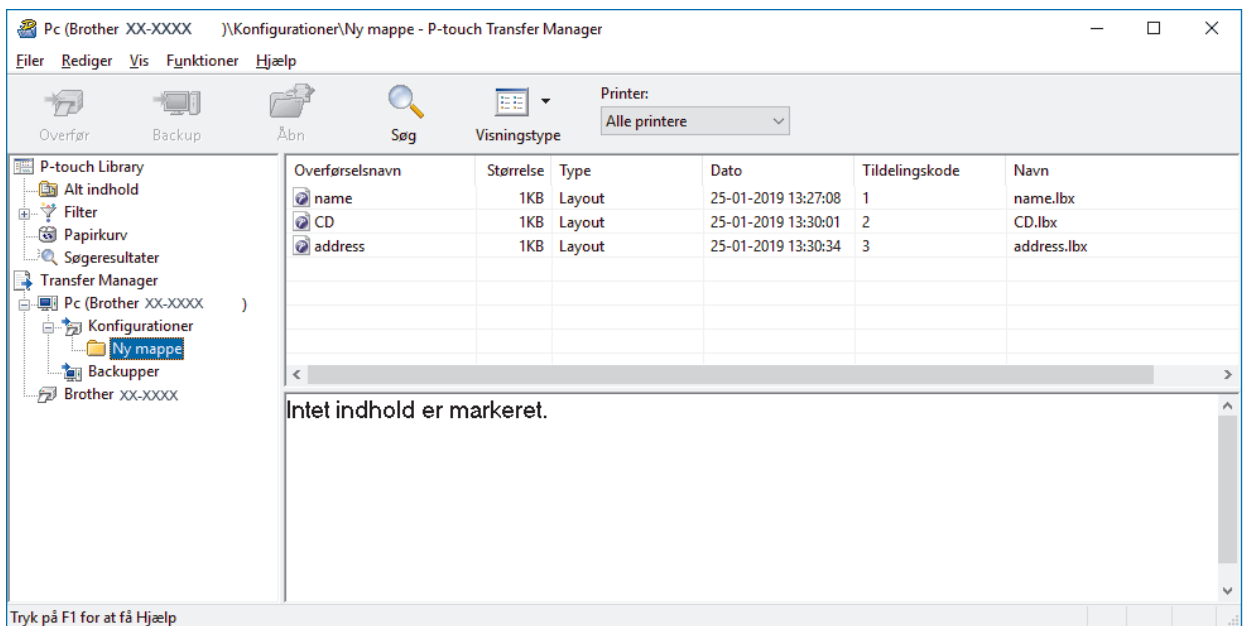 Pc (Brother XX-XXXX )\Konfigurationer\Ny mappe - P-touch Transfer Manager
Filer Rediger Vis Funktioner Hjælp
Overfør Backup Åbn Søg Visningstype
Printer:
Alle printere
P-touch Library
Alt indhold
Filter
Papirkurv
Søgeresultater
Transfer Manager
Pc (Brother XX-XXXX )
Konfigurationer
Ny mappe
Backupper
Brother XX-XXXX
Overførselsnavn Størrelse Type Dato Tildelingskode Navn
name 1KB Layout 25-01-2019 13:27:08 1 name.lbx
CD 1KB Layout 25-01-2019 13:30:01 2 CD.lbx
address 1KB Layout 25-01-2019 13:30:34 3 address.lbx
Intet indhold er markeret.
Tryk på F1 for at få Hjælp